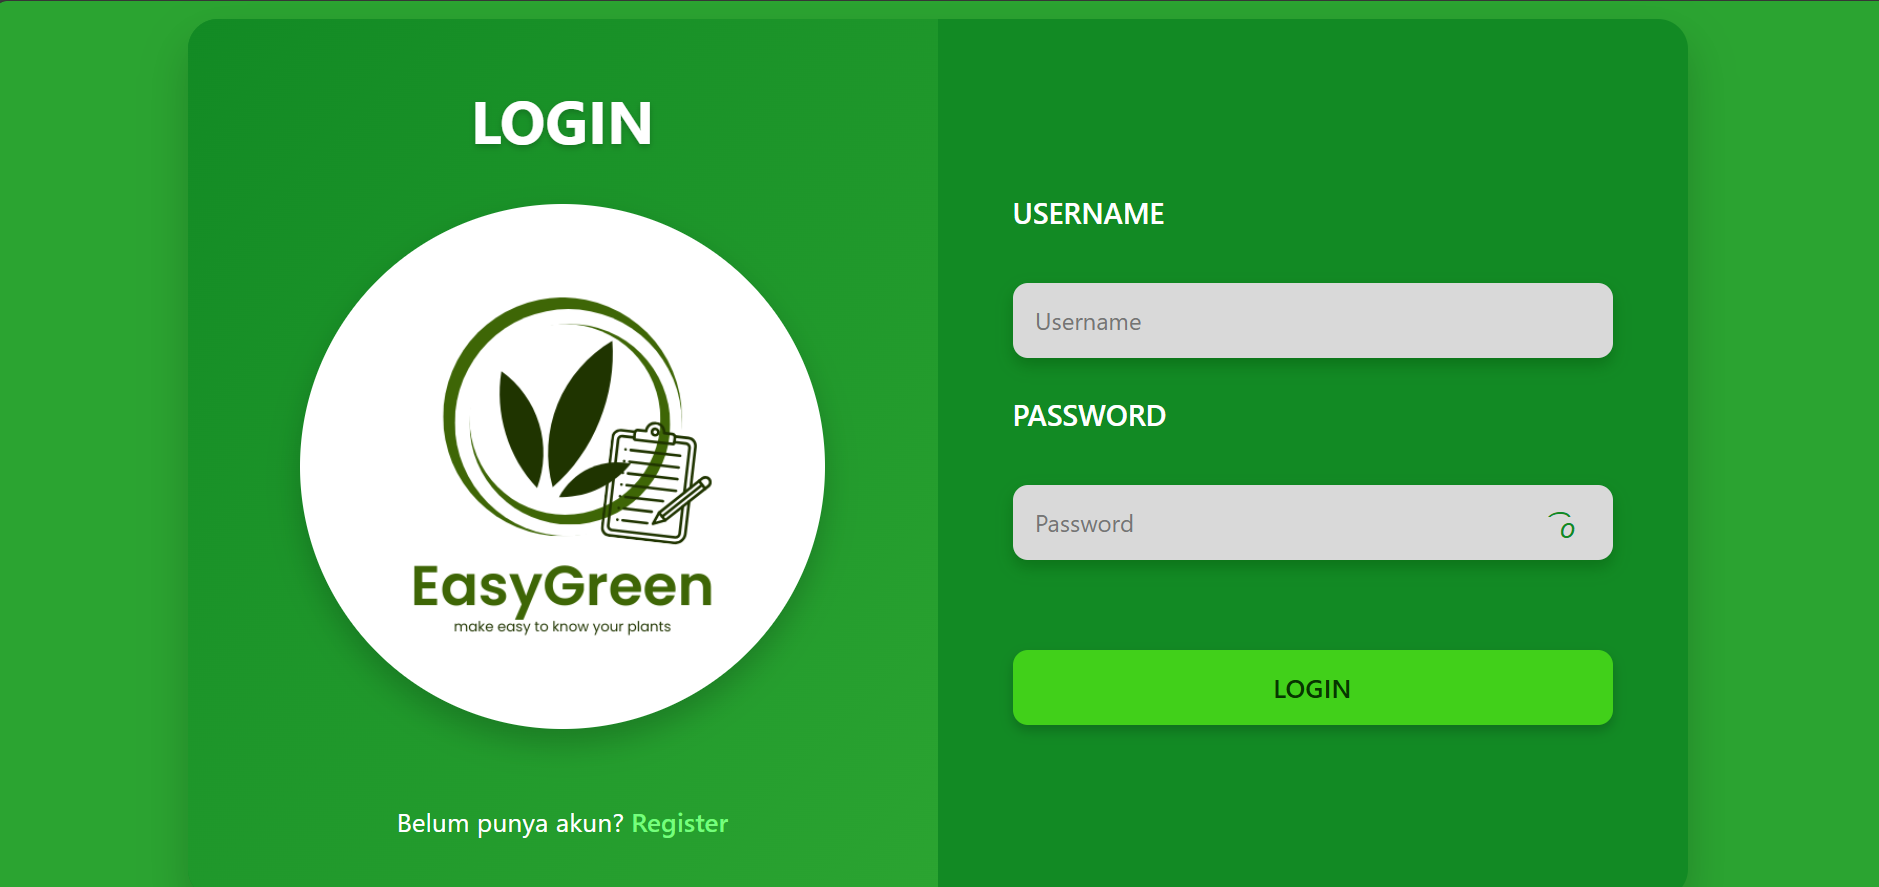 LOGIN
EasyGreen
make easy to know your plants
Belum punya akun? Register
USERNAME
Username
PASSWORD
Password
LOGIN